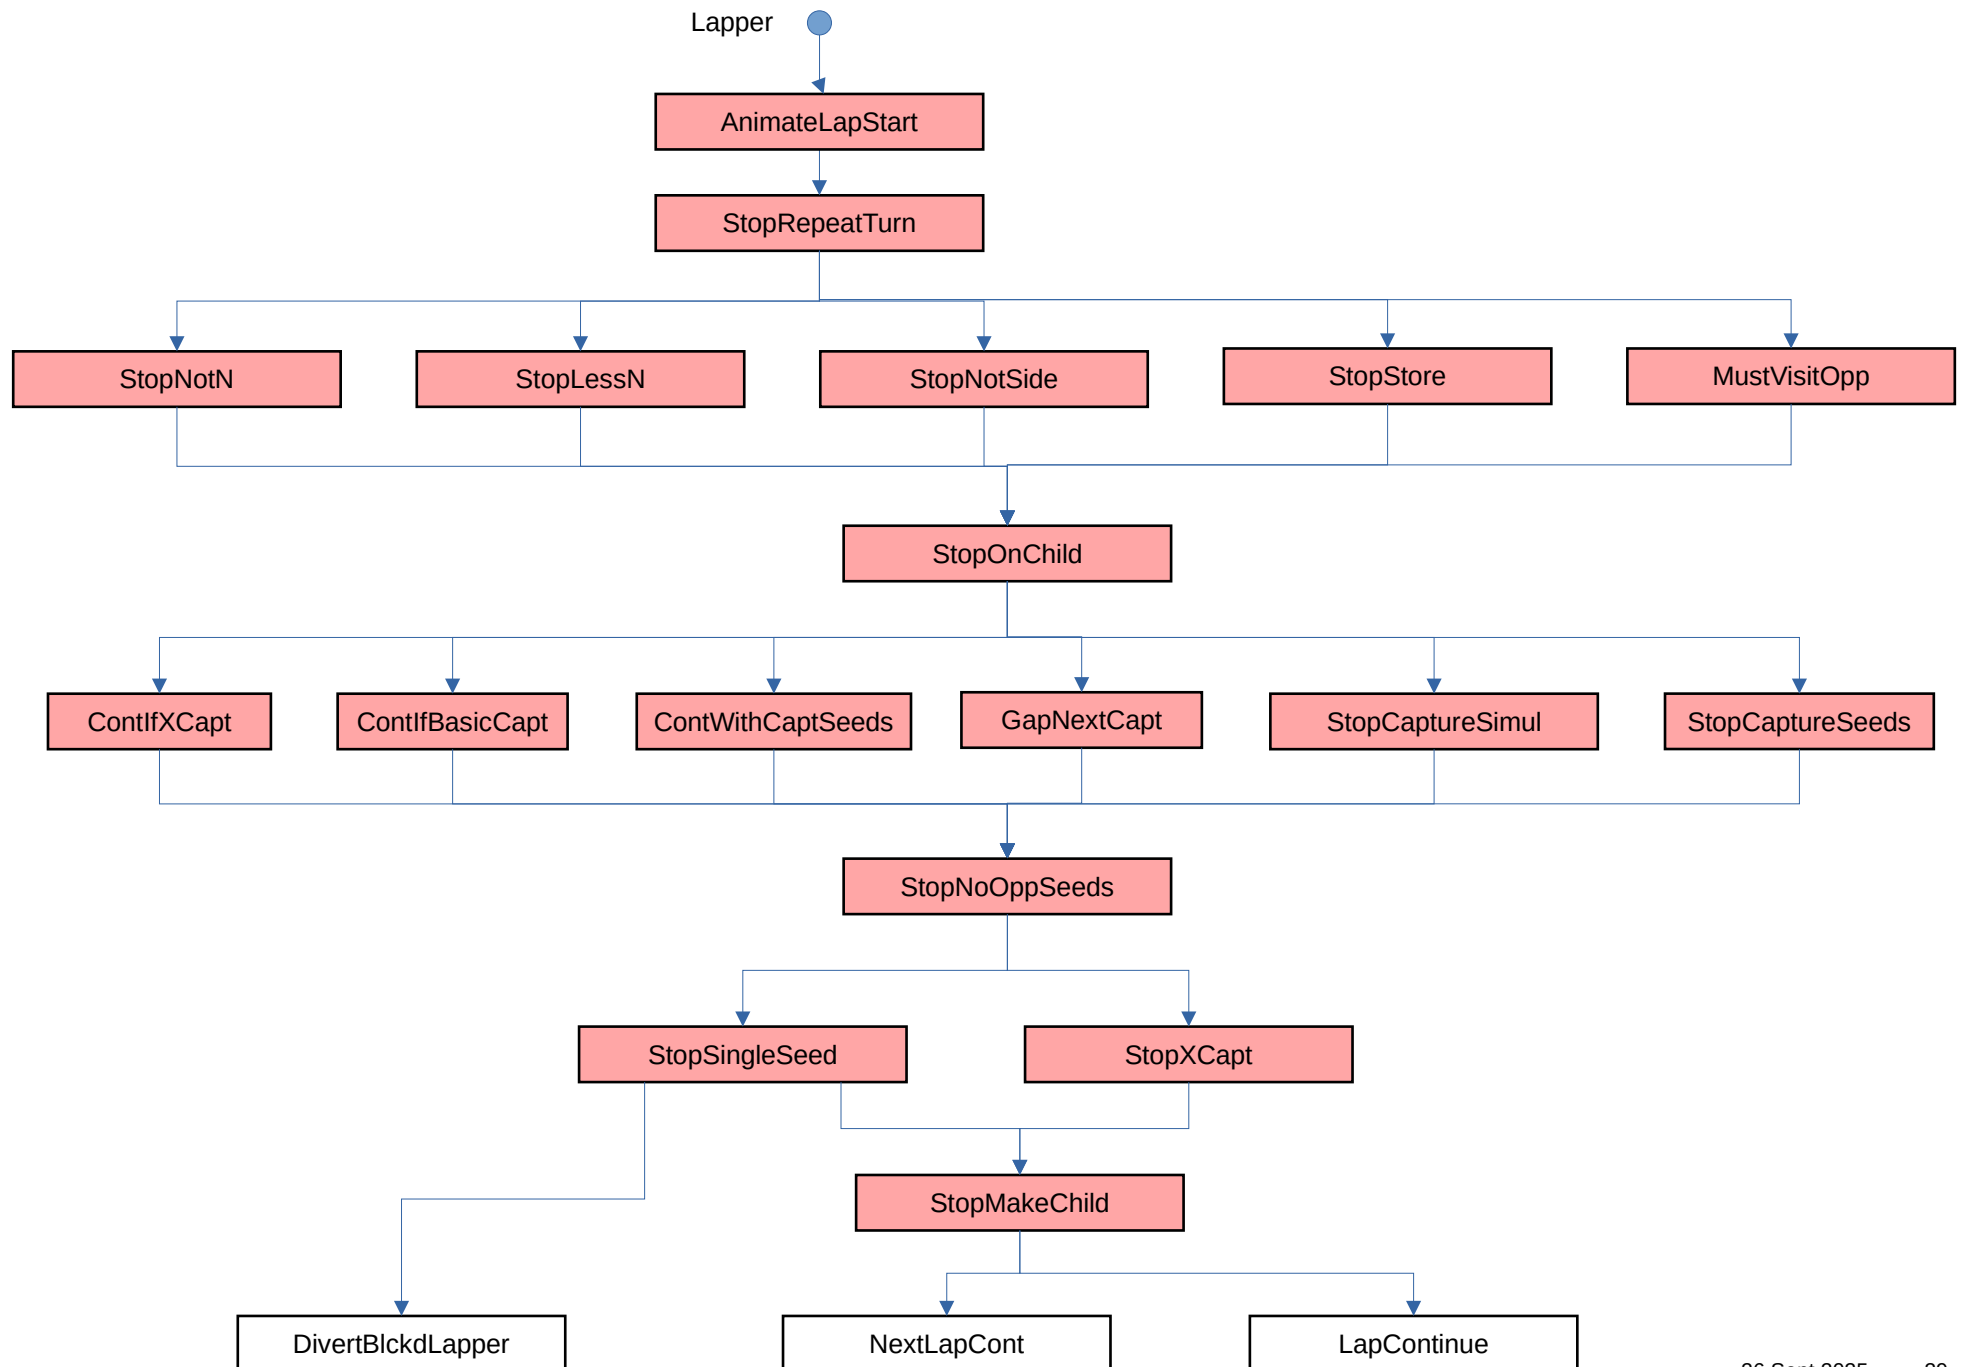 Lapper
AnimateLapStart
StopRepeatTurn
StopNotN
StopLessN
StopNotSide
StopStore
MustVisitOpp
StopOnChild
ContIfXCapt
ContIfBasicCapt
ContWithCaptSeeds
GapNextCapt
StopCaptureSimul
StopCaptureSeeds
StopNoOppSeeds
StopSingleSeed
StopXCapt
StopMakeChild
DivertBlckdLapper
NextLapCont
LapContinue